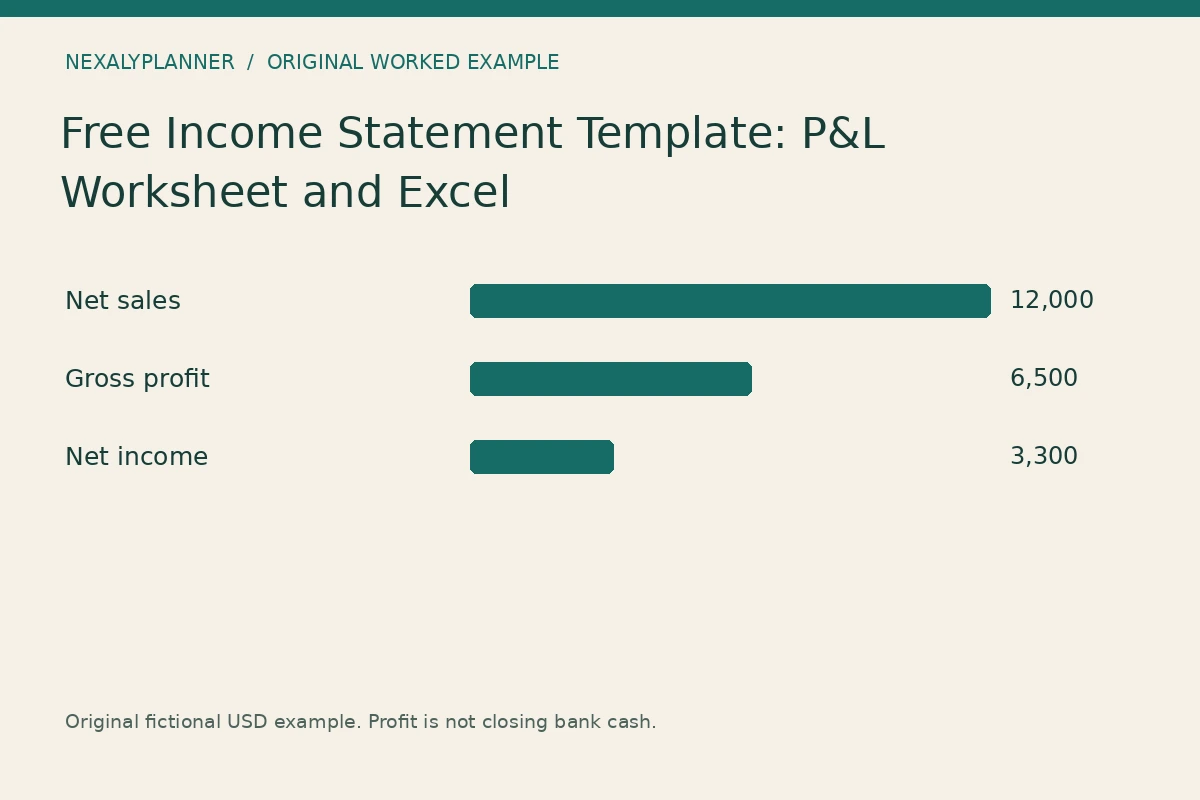 NEXALYPLANNER / ORIGINAL WORKED EXAMPLE
Free Income Statement Template: P&L
Worksheet and Excel
Net sales 12,000
Gross profit 6,500
Net income 3,300
Original fictional USD example. Profit is not closing bank cash.